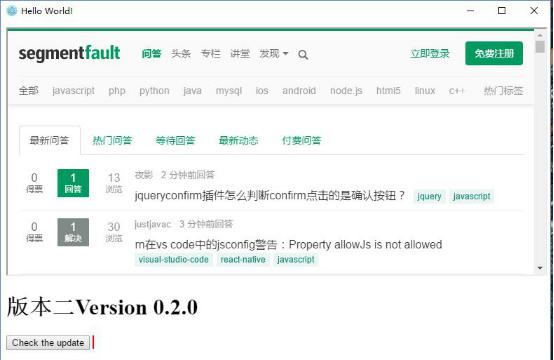 Hello World!
segmentfault 问答 头条 专栏 讲堂 发现 立即登录 免费注册
全部 javascript php python java mysql ios android node.js html5 linux c++ 热门标签
最新问答 热门问答 等待回答 最新动态 付费问答
0 1 13 夜影 2 分钟前回答
得票 回答 浏览 jqueryconfirm插件怎么判断confirm点击的是确认按钮？ jquery javascript
0 1 30 justjavac 3 分钟前回答
得票 解决 浏览 rn在vs code中的jsconfig警告：Property allowJs is not allowed
visual-studio-code react-native javascript
版本二Version 0.2.0
Check the update